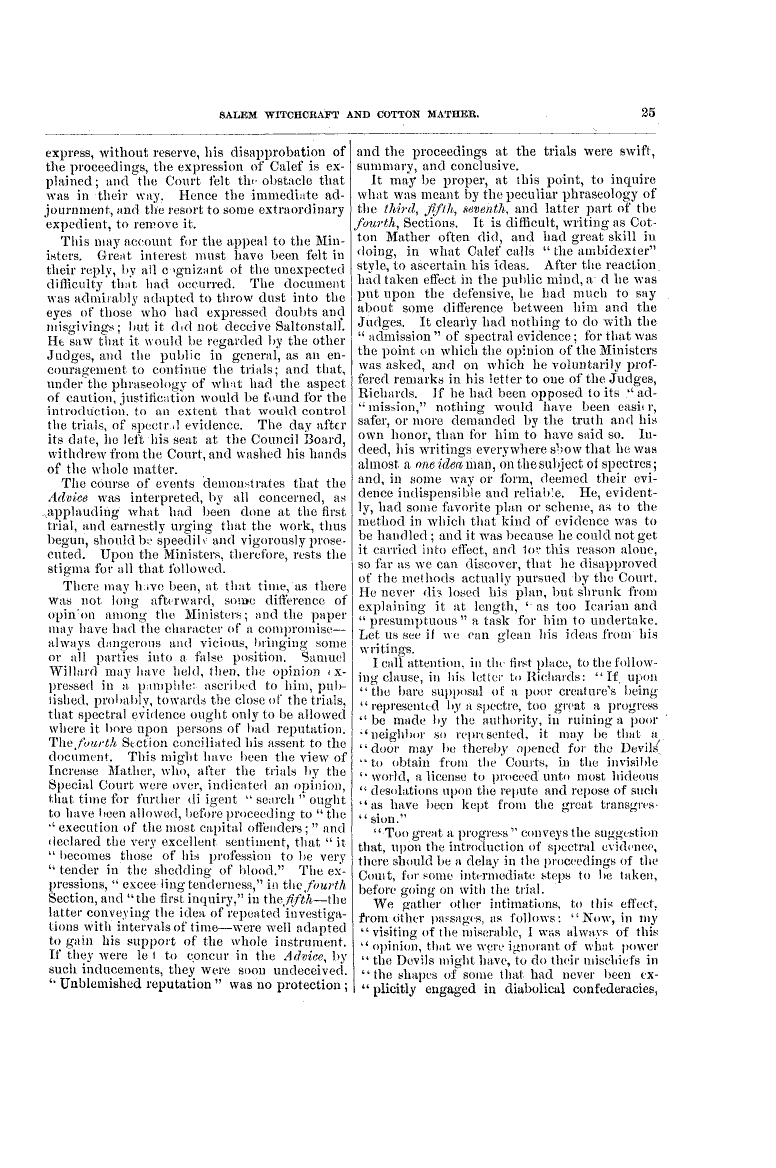 SALEM WITCHCRAFT AND COTTON MATHER. 25
express, without reserve, his disapprobation of
the proceedings, the expression of Calef is ex-
plained; and the Court felt the obstacle that
was in their way. Hence the immediate ad-
journment, and the resort to some extraordinary
expedient, to remove it.
This may account for the appeal to the Min-
isters. Great interest must have been felt in
their reply, by all cognizant of the unexpected
difficulty that had occurred. The document
was admirably adapted to throw dust into the
eyes of those who had expressed doubts and
misgivings; but it did not deceive Saltonstall.
He saw that it would be regarded by the other
Judges, and the public in general, as an en-
couragement to continue the trials; and that,
under the phraseology of what had the aspect
of caution, justification would be found for the
introduction, to an extent that would control
the trials, of spectral evidence. The day after
its date, he left his seat at the Council Board,
withdrew from the Court, and washed his hands
of the whole matter.
The course of events demonstrates that the
Advice was interpreted, by all concerned, as
applauding what had been done at the first
trial, and earnestly urging that the work, thus
begun, should be speedily and vigorously prose-
cuted. Upon the Ministers, therefore, rests the
stigma for all that followed.
There may have been, at that time, as there
was not long afterward, some difference of
opin on among the Ministers; and the paper
may have had the character of a compromise—
always dangerous and vicious, bringing some
or all parties into a false position. Samuel
Willard may have held, then, the opinion ex-
pressed in a pamphlet ascribed to him, pub-
lished, probably, towards the close of the trials,
that spectral evidence ought only to be allowed
where it bore upon persons of bad reputation.
The fourth Section conciliated his assent to the
document. This might have been the view of
Increase Mather, who, after the trials by the
Special Court were over, indicated an opinion,
that time for further di igent "search" ought
to have been allowed, before proceeding to "the
"execution of the most capital offenders;" and
declared the very excellent sentiment, that "it
"becomes those of his profession to be very
"tender in the shedding of blood." The ex-
pressions, "excee ling tenderness," in the fourth
Section, and "the first inquiry," in the fifth—the
latter conveying the idea of repeated investiga-
tions with intervals of time—were well adapted
to gain his support of the whole instrument.
If they were le t to concur in the Advice, by
such inducements, they were soon undeceived.
"Unblemished reputation" was no protection;
and the proceedings at the trials were swift,
summary, and conclusive.
It may be proper, at this point, to inquire
what was meant by the peculiar phraseology of
the third, fifth, seventh, and latter part of the
fourth, Sections. It is difficult, writing as Cot-
ton Mather often did, and had great skill in
doing, in what Calef calls "the ambidexter"
style, to ascertain his ideas. After the reaction
had taken effect in the public mind, a d he was
put upon the defensive, he had much to say
about some difference between him and the
Judges. It clearly had nothing to do with the
"admission" of spectral evidence; for that was
the point on which the opinion of the Ministers
was asked, and on which he voluntarily prof-
fered remarks in his letter to one of the Judges,
Richards. If he had been opposed to its "ad-
"mission," nothing would have been easier,
safer, or more demanded by the truth and his
own honor, than for him to have said so. In-
deed, his writings everywhere show that he was
almost a one idea man, on the subject of spectres;
and, in some way or form, deemed their evi-
dence indispensible and reliable. He, evident-
ly, had some favorite plan or scheme, as to the
method in which that kind of evidence was to
be handled; and it was because he could not get
it carried into effect, and for this reason alone,
so far as we can discover, that he disapproved
of the methods actually pursued by the Court.
He never dis losed his plan, but shrunk from
explaining it at length, "as too Icarian and
"presumptuous" a task for him to undertake.
Let us see if we can glean his ideas from his
writings.
I call attention, in the first place, to the follow-
ing clause, in his letter to Richards: "If upon
"the bare supposal of a poor creature's being
"represented by a spectre, too great a progress
"be made by the authority, in ruining a poor
"neighbor so represented, it may be that a
"door may be thereby opened for the Devils
"to obtain from the Courts, in the invisible
"world, a license to proceed unto most hideous
"desolations upon the repute and repose of such
"as have been kept from the great transgres-
"sion."
"Too great a progress" conveys the suggestion
that, upon the introduction of spectral evidence,
there should be a delay in the proceedings of the
Court, for some intermediate steps to be taken,
before going on with the trial.
We gather other intimations, to this effect,
from other passages, as follows: "Now, in my
"visiting of the miserable, I was always of this
"opinion, that we were ignorant of what power
"the Devils might have, to do their mischiefs in
"the shapes of some that had never been ex-
"plicitly engaged in diabolical confederacies,